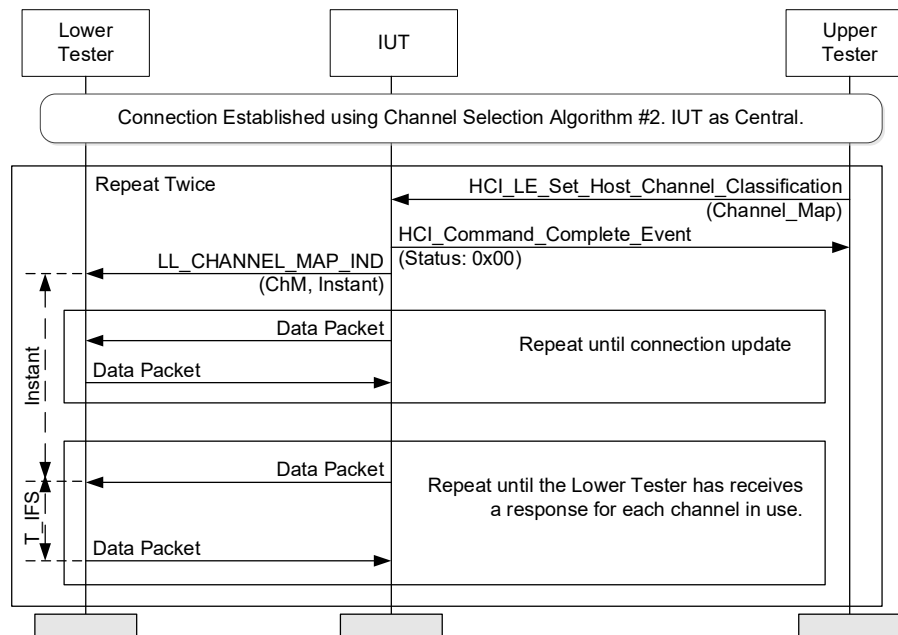 Lower
Tester
IUT
Upper
Tester
Connection Established using Channel Selection Algorithm #2. IUT as Central.
Repeat Twice
HCI_LE_Set_Host_Channel_Classification
(Channel_Map)
HCI_Command_Complete_Event
(Status: 0x00)
LL_CHANNEL_MAP_IND
(ChM, Instant)
Data Packet
Repeat until connection update
Data Packet
Instant
Data Packet
Repeat until the Lower Tester has receives
a response for each channel in use.
T_IFS
Data Packet